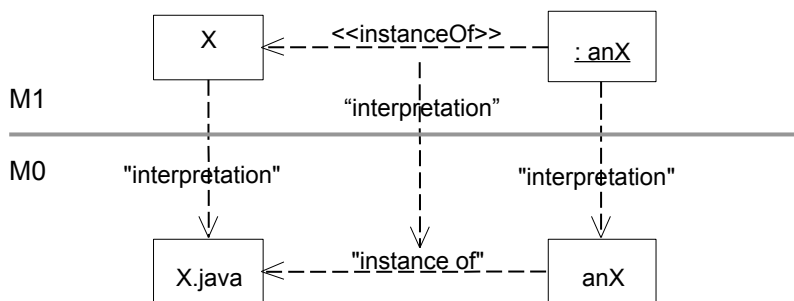 <<instanceOf>>
X
: anX
M1
“interpretation”
M0
"interpretation"
"interpretation"
"instance of"
X.java
anX